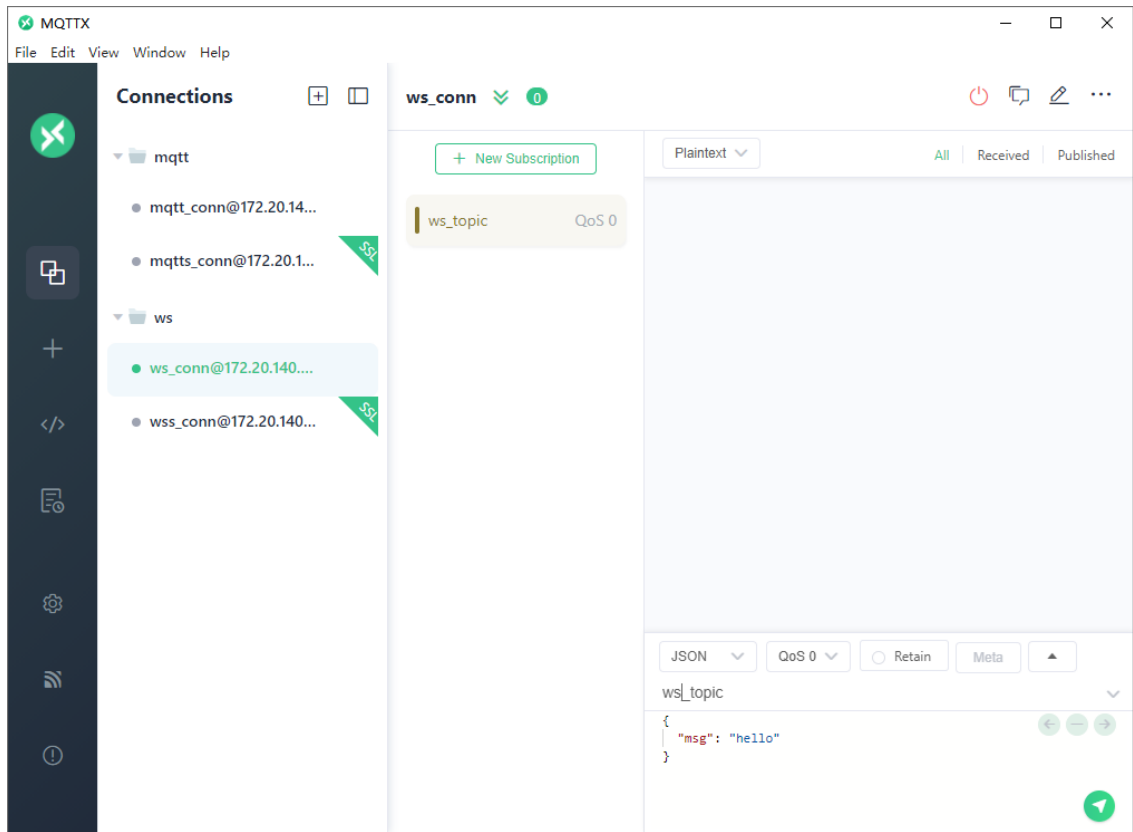 MQTTX
File Edit View Window Help
Connections
mqtt
mqtt_conn@172.20.14...
mqtts_conn@172.20.1...
SSL
ws
ws_conn@172.20.140....
wss_conn@172.20.140...
SSL
ws_conn 0
+ New Subscription
ws_topic QoS 0
Plaintext All Received Published
JSON QoS 0 Retain Meta
ws_topic
{
"msg": "hello"
}